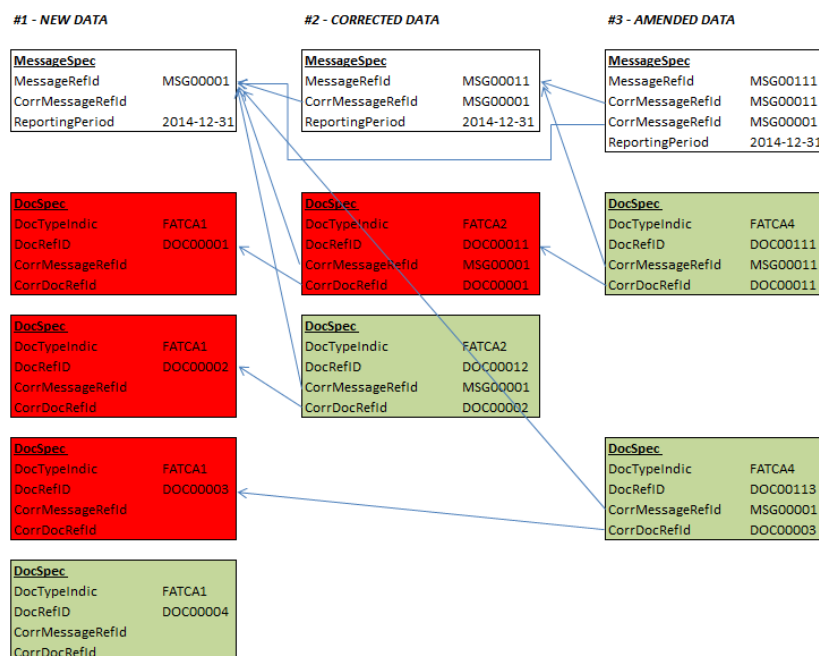 #1 - NEW DATA
#2 - CORRECTED DATA
#3 - AMENDED DATA
MessageSpec
MessageRefId MSG00001
CorrMessageRefId
ReportingPeriod 2014-12-31
MessageSpec
MessageRefId MSG00011
CorrMessageRefId MSG00001
ReportingPeriod 2014-12-31
MessageSpec
MessageRefId MSG00111
CorrMessageRefId MSG00011
CorrMessageRefId MSG00001
ReportingPeriod 2014-12-31
DocSpec
DocTypeIndic FATCA1
DocRefID DOC00001
CorrMessageRefId
CorrDocRefId
DocSpec
DocTypeIndic FATCA2
DocRefID DOC00011
CorrMessageRefId MSG00001
CorrDocRefId DOC00001
DocSpec
DocTypeIndic FATCA4
DocRefID DOC00111
CorrMessageRefId MSG00011
CorrDocRefId DOC00011
DocSpec
DocTypeIndic FATCA1
DocRefID DOC00002
CorrMessageRefId
CorrDocRefId
DocSpec
DocTypeIndic FATCA2
DocRefID DOC00012
CorrMessageRefId MSG00001
CorrDocRefId DOC00002
DocSpec
DocTypeIndic FATCA1
DocRefID DOC00003
CorrMessageRefId
CorrDocRefId
DocSpec
DocTypeIndic FATCA4
DocRefID DOC00113
CorrMessageRefId MSG00001
CorrDocRefId DOC00003
DocSpec
DocTypeIndic FATCA1
DocRefID DOC00004
CorrMessageRefId
CorrDocRefId